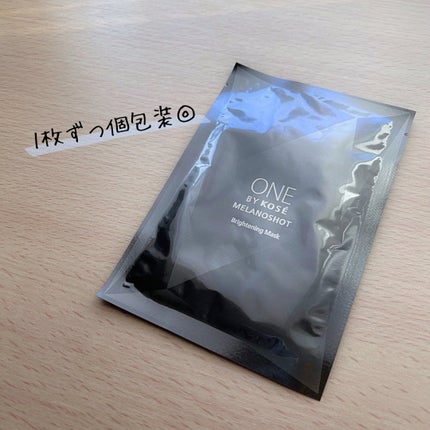 1枚ずつ個包装◎
ONE
BY KOSÉ
MELANOSHOT
Brightening Mask